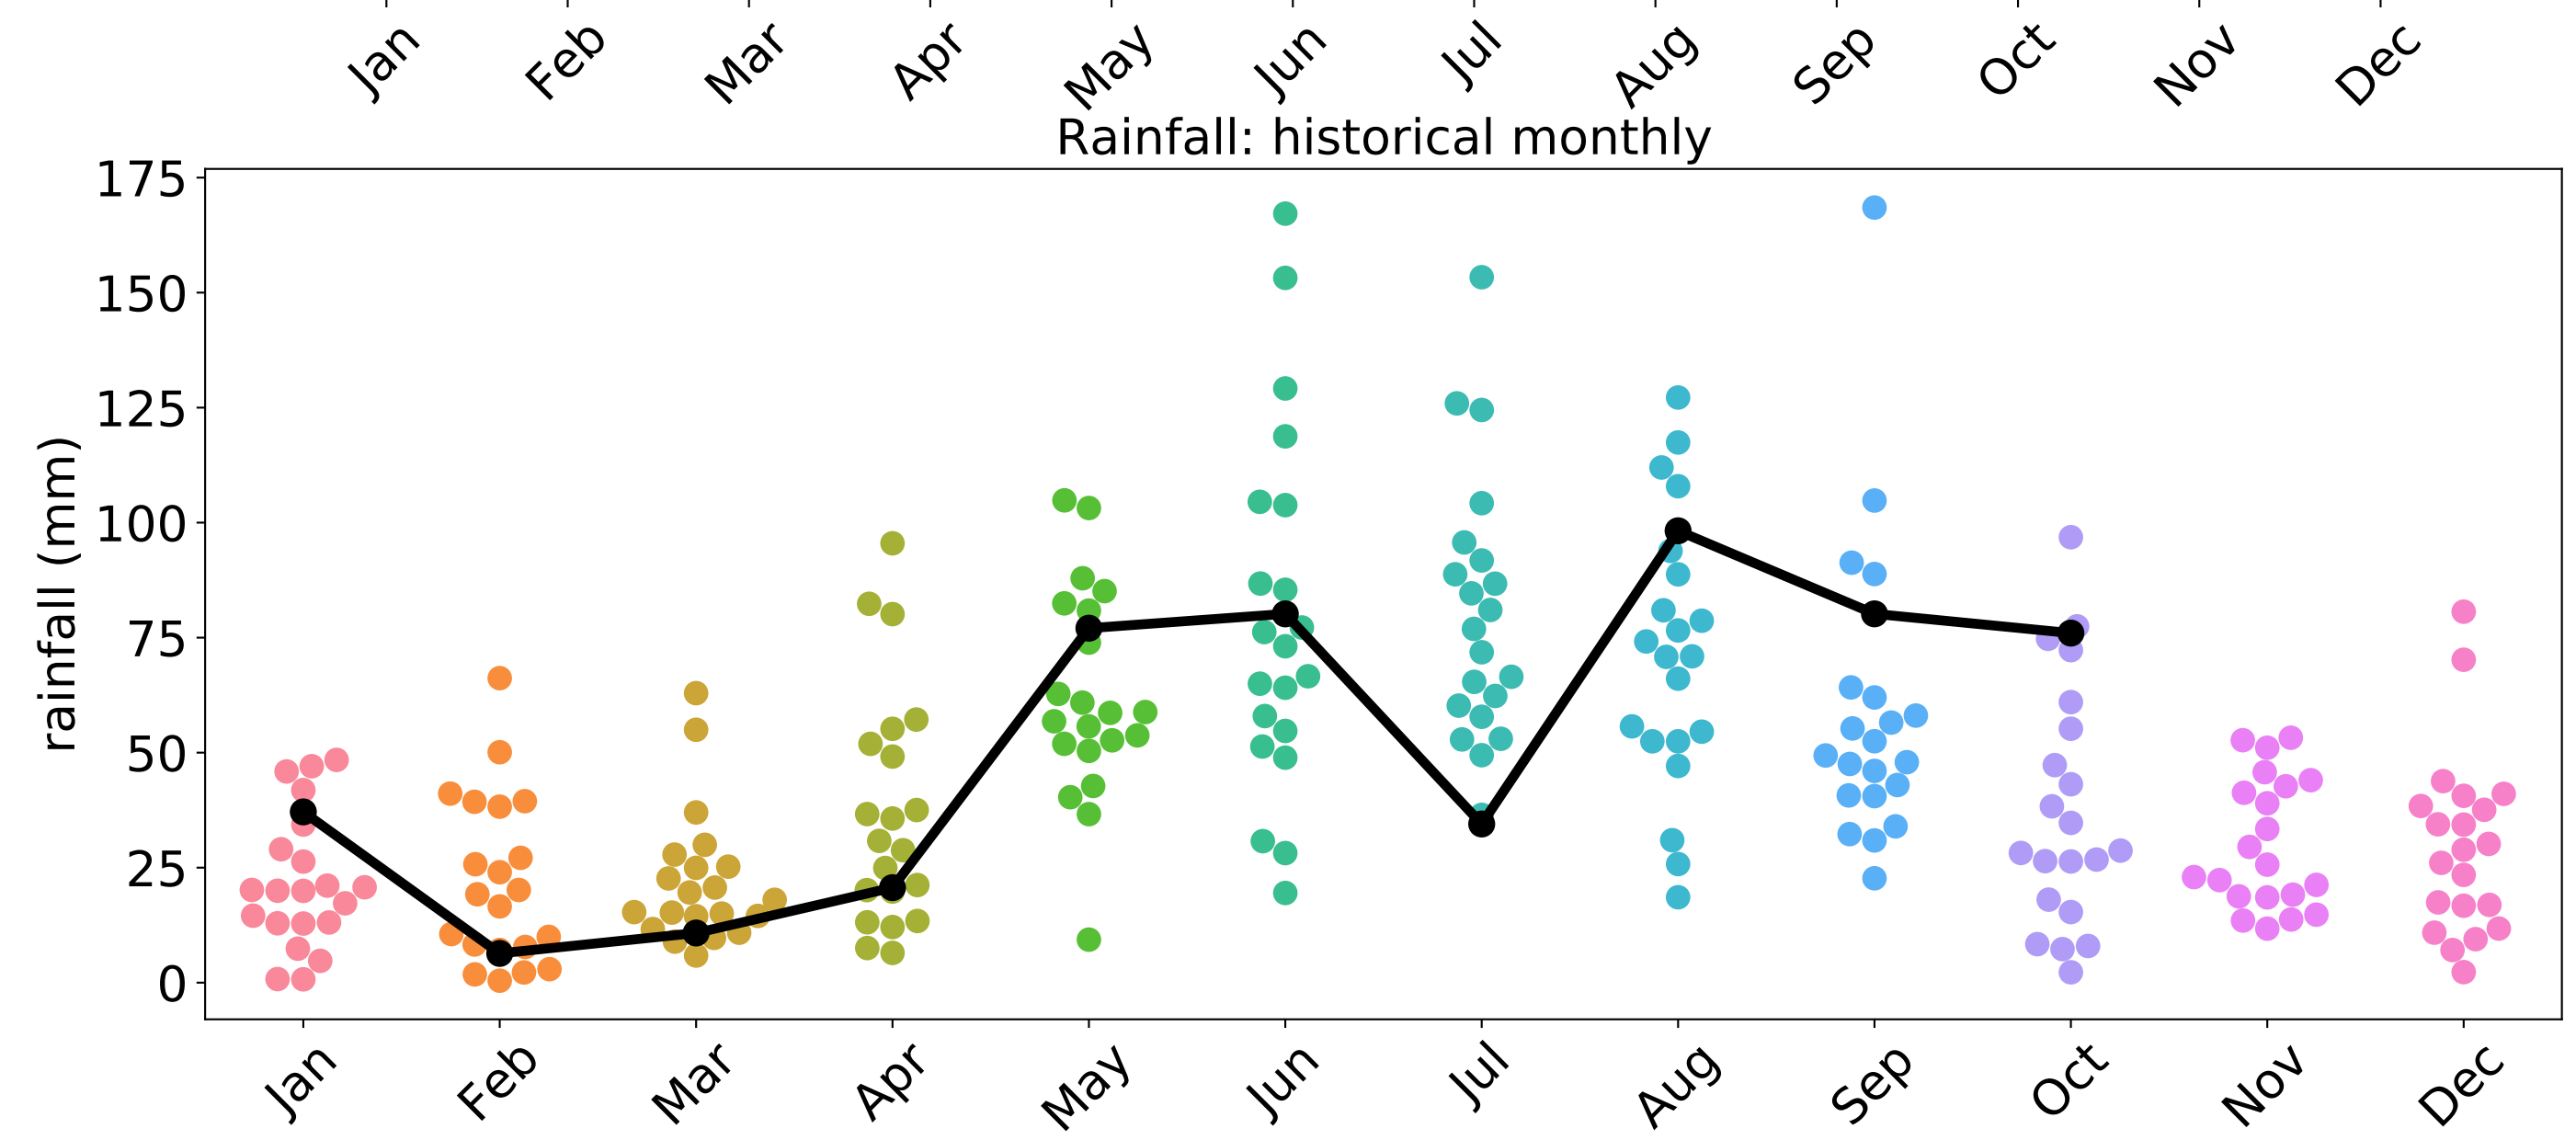 Jan Feb Mar Apr May Jun Jul Aug Sep Oct Nov Dec
Rainfall: historical monthly
rainfall (mm)
175
150
125
100
75
50
25
0
Jan Feb Mar Apr May Jun Jul Aug Sep Oct Nov Dec